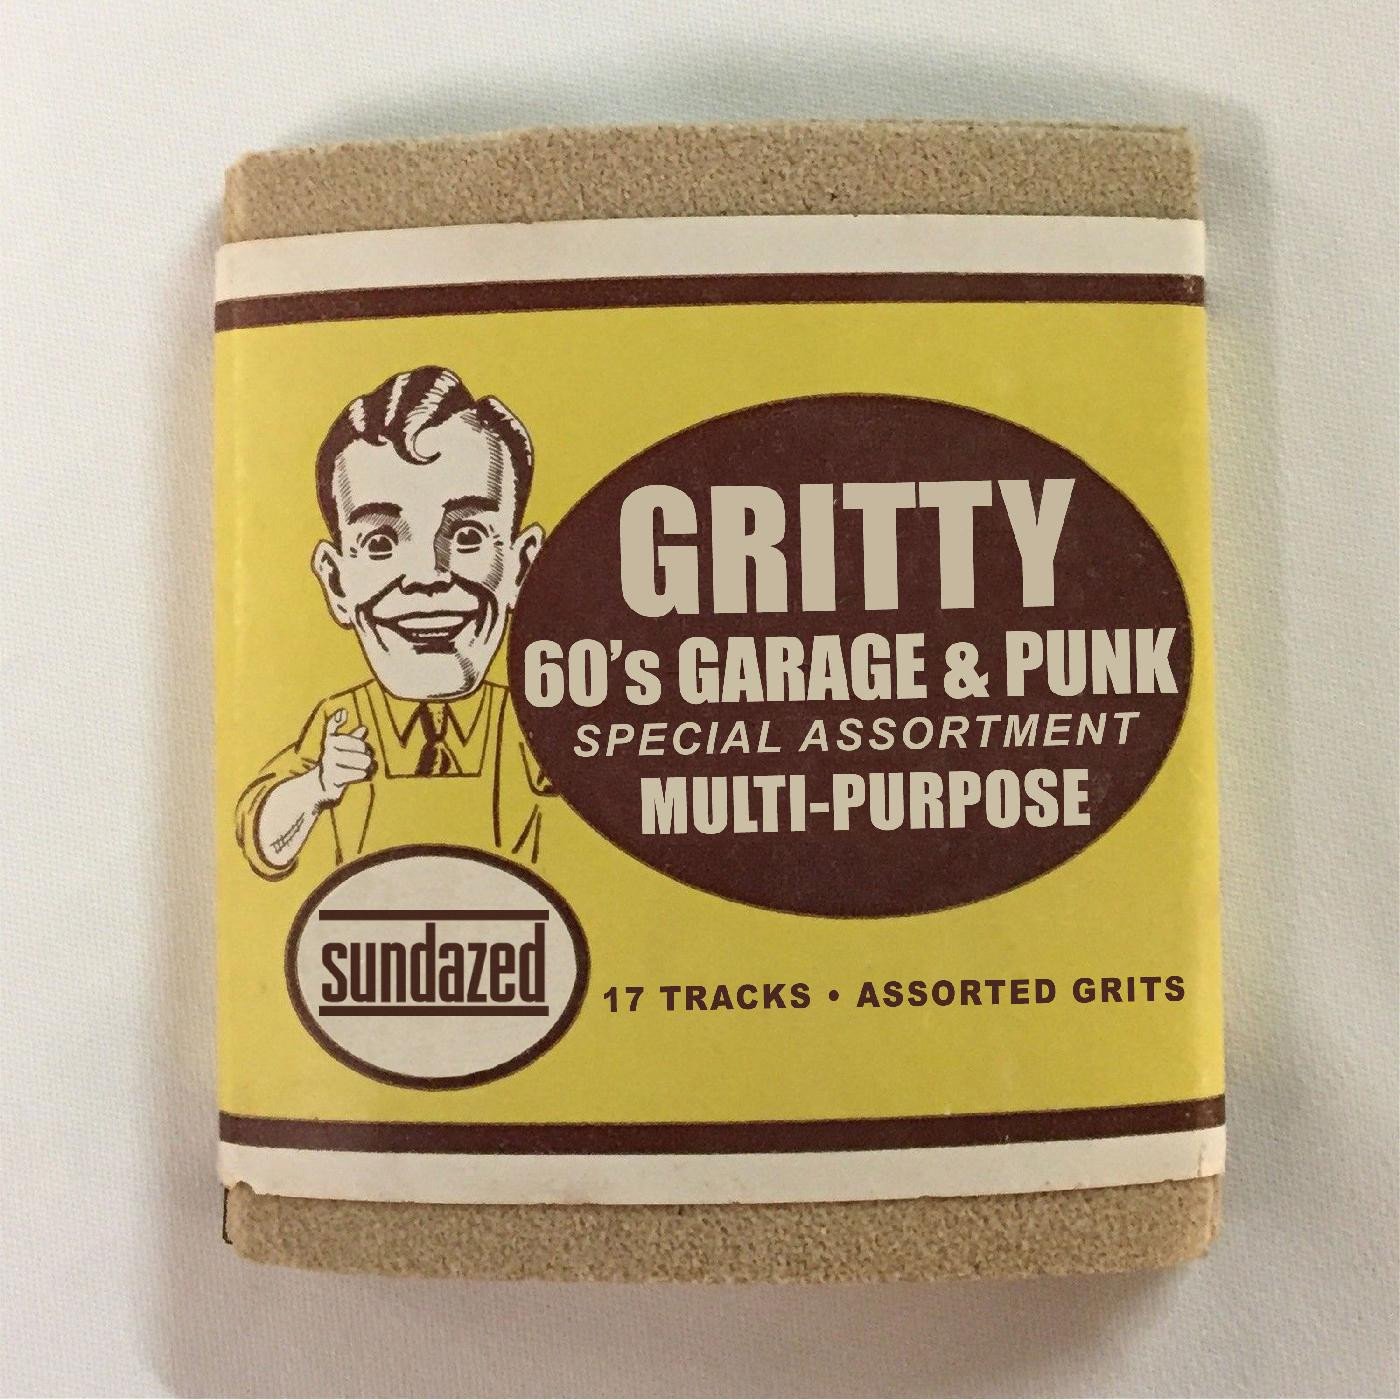 GRITTY
60's GARAGE & PUNK
SPECIAL ASSORTMENT
MULTI-PURPOSE
sundazed
17 TRACKS • ASSORTED GRITS